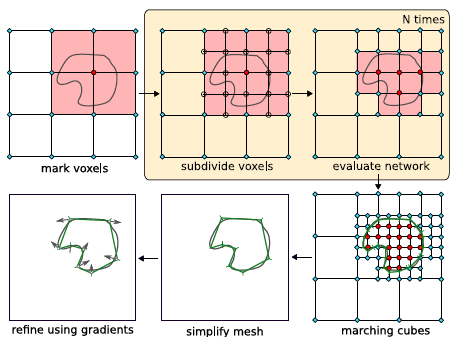 N times
mark voxels
subdivide voxels
evaluate network
refine using gradients
simplify mesh
marching cubes